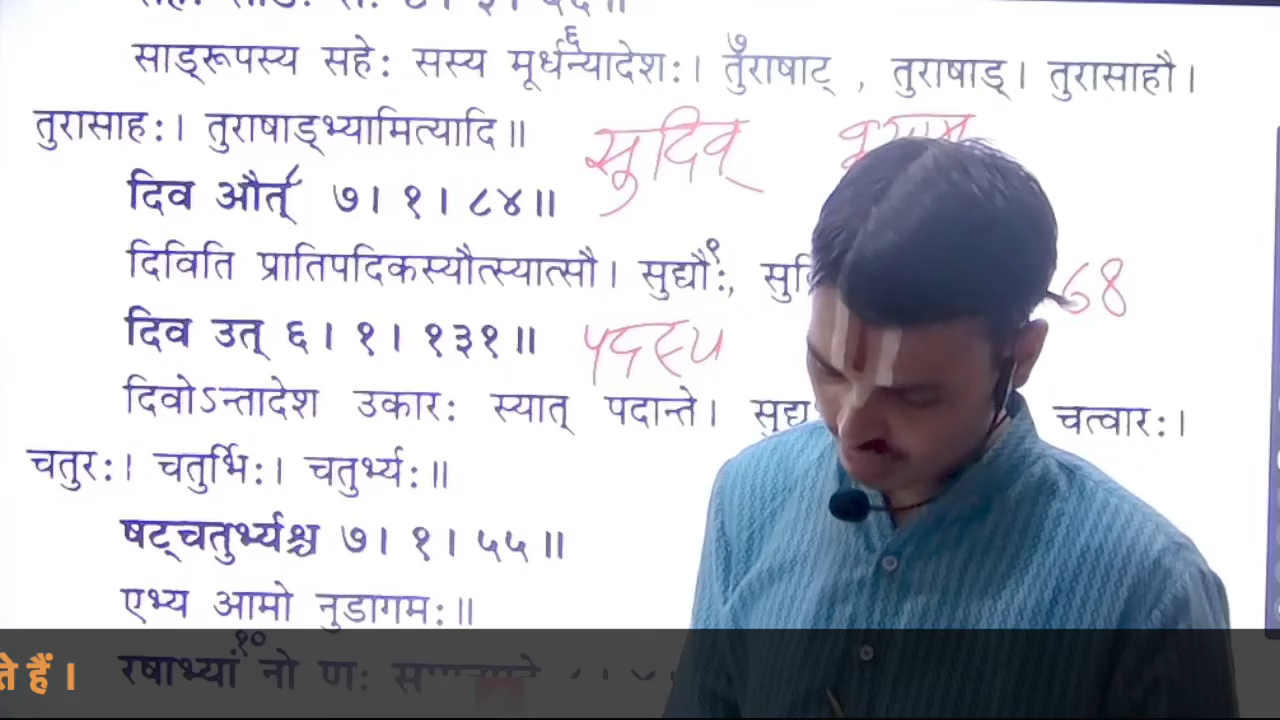 साड्रूपस्य सहेः सस्य मूर्धन्यादेशः। तुराषाट् , तुराषाड्। तुरासाहौ।
तुरासाहः। तुराषाड्भ्यामित्यादि॥ सुदिव्
दिव औत् ७। १। ८४॥
दिविति प्रातिपदिकस्यौत्स्यात्सौ। सुद्यौः, 68
दिव उत् ६। १। १३१॥ पदस्य
दिवोऽन्तादेश उकारः स्यात् पदान्ते। चत्वारः।
चतुरः। चतुर्भिः। चतुर्भ्यः॥
षट्चतुर्भ्यश्च ७। १। ५५॥
एभ्य आमो नुडागमः॥
रषाभ्यां नो णः
ते हैं ।